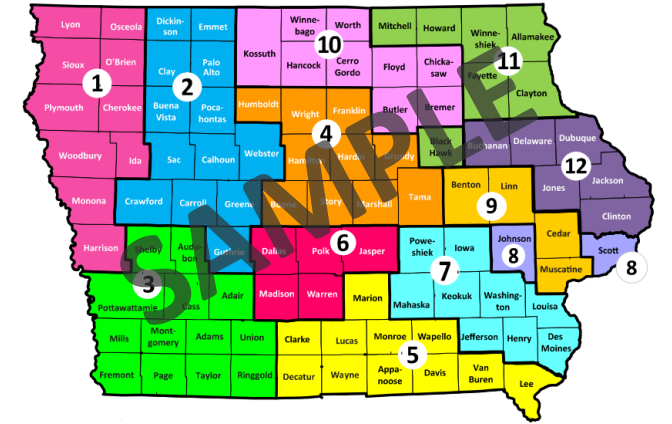 Lyon
Osceola
Dickin-
son
Emmet
Winne-
bago
Worth
Mitchell
Howard
Winne-
shiek
Allamakee
Kossuth
10
Hancock
Cerro
Gordo
Floyd
Chicka-
saw
11
Fayette
Sioux
O'Brien
Clay
Palo
Alto
1
2
Clayton
Plymouth
Cherokee
Buena
Vista
Poca-
hontas
Humboldt
Wright
Franklin
Butler
Bremer
4
Woodbury
Ida
Sac
Calhoun
Webster
Hamilton
Hardin
Grundy
Black
Hawk
Buchanan
Delaware
Dubuque
12
Monona
Crawford
Carroll
Greene
Boone
Story
Marshall
Tama
Benton
Linn
9
Jones
Jackson
Clinton
Harrison
Shelby
Audu-
bon
Guthrie
Dallas
Polk
Jasper
6
Powe-
shiek
Iowa
Johnson
8
Cedar
Scott
8
Muscatine
3
Pottawattamie
Cass
Adair
Madison
Warren
Marion
7
Mahaska
Keokuk
Washing-
ton
Louisa
Mills
Mont-
gomery
Adams
Union
Clarke
Lucas
Monroe
Wapello
Jefferson
Henry
Des
Moines
5
Fremont
Page
Taylor
Ringgold
Decatur
Wayne
Appa-
noose
Davis
Van
Buren
Lee
SAMPLE